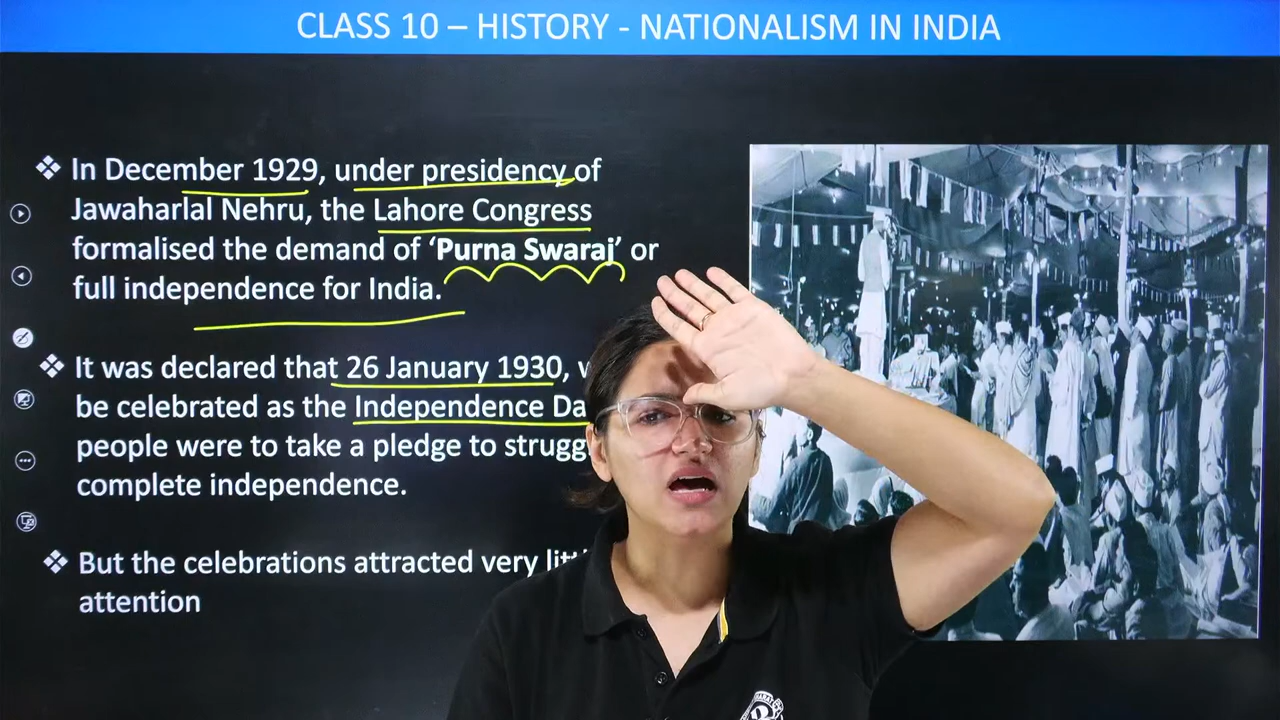 CLASS 10 – HISTORY - NATIONALISM IN INDIA
❖ In December 1929, under presidency of
Jawaharlal Nehru, the Lahore Congress
formalised the demand of ‘Purna Swaraj’ or
full independence for India.
❖ It was declared that 26 January 1930,
be celebrated as the Independence
people were to take a pledge to
complete independence.
❖ But the celebrations attracted very
attention